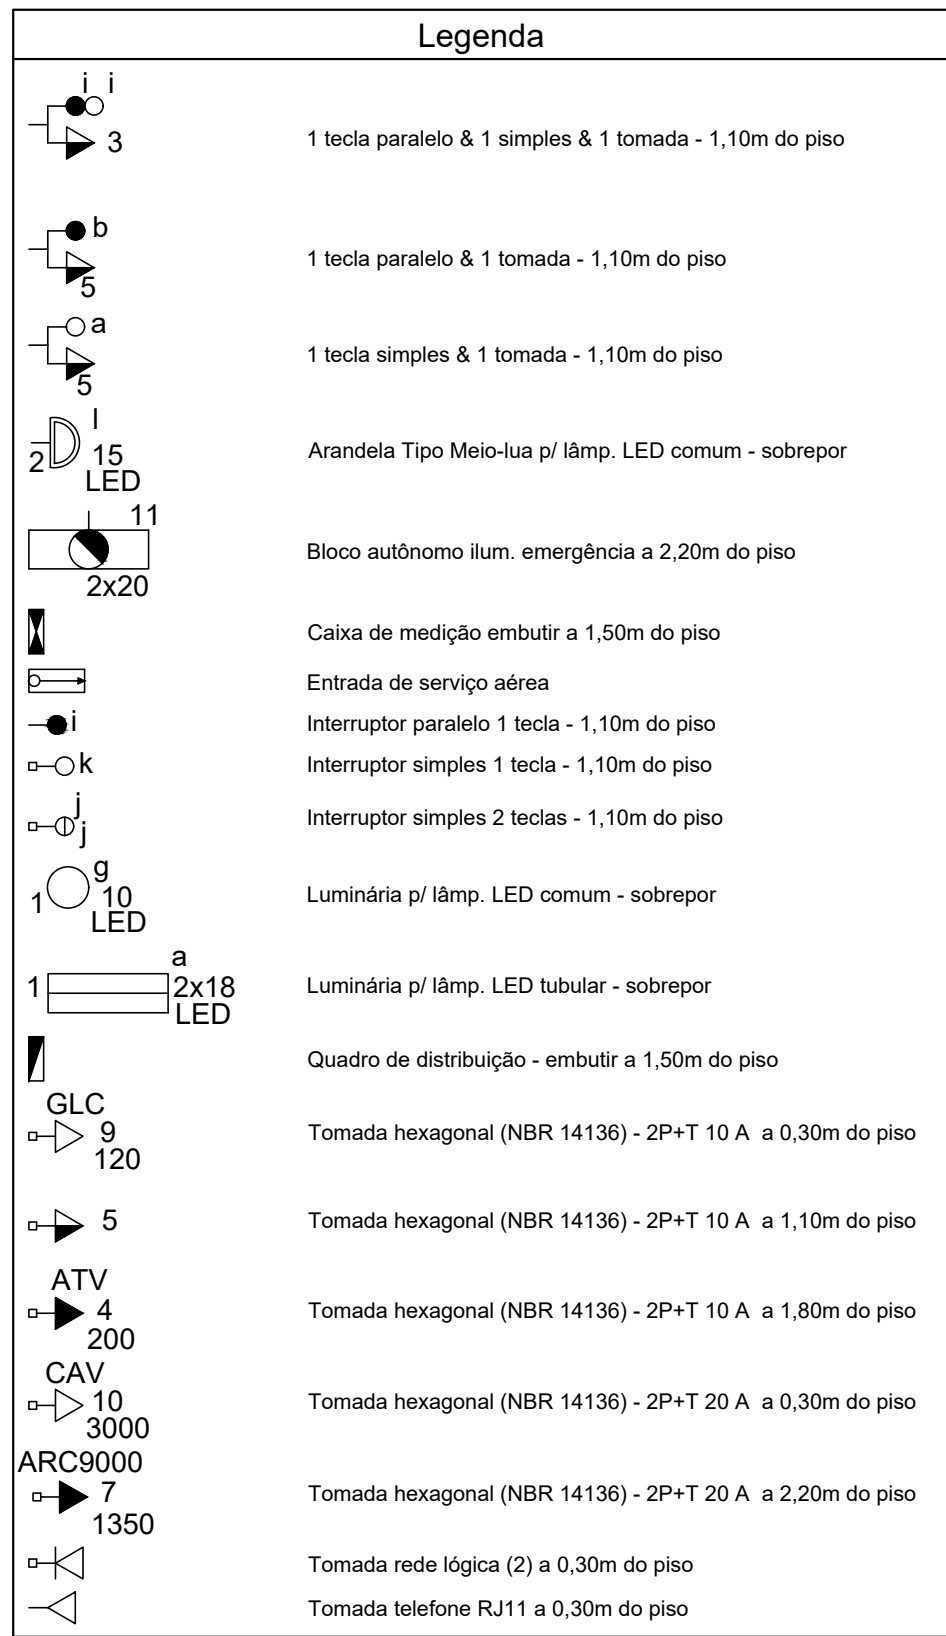 Legenda
i i
3 1 tecla paralelo & 1 simples & 1 tomada - 1,10m do piso
b
5 1 tecla paralelo & 1 tomada - 1,10m do piso
a
5 1 tecla simples & 1 tomada - 1,10m do piso
l
2 15 Arandela Tipo Meio-lua p/ lâmp. LED comum - sobrepor
LED
11
Bloco autônomo ilum. emergência a 2,20m do piso
2x20
Caixa de medição embutir a 1,50m do piso
Entrada de serviço aérea
i Interruptor paralelo 1 tecla - 1,10m do piso
k Interruptor simples 1 tecla - 1,10m do piso
j
j Interruptor simples 2 teclas - 1,10m do piso
g
1 10 Luminária p/ lâmp. LED comum - sobrepor
LED
a
1 2x18 Luminária p/ lâmp. LED tubular - sobrepor
LED
Quadro de distribuição - embutir a 1,50m do piso
GLC
9 Tomada hexagonal (NBR 14136) - 2P+T 10 A a 0,30m do piso
120
5 Tomada hexagonal (NBR 14136) - 2P+T 10 A a 1,10m do piso
ATV
4 Tomada hexagonal (NBR 14136) - 2P+T 10 A a 1,80m do piso
200
CAV
10 Tomada hexagonal (NBR 14136) - 2P+T 20 A a 0,30m do piso
3000
ARC9000
7 Tomada hexagonal (NBR 14136) - 2P+T 20 A a 2,20m do piso
1350
Tomada rede lógica (2) a 0,30m do piso
Tomada telefone RJ11 a 0,30m do piso